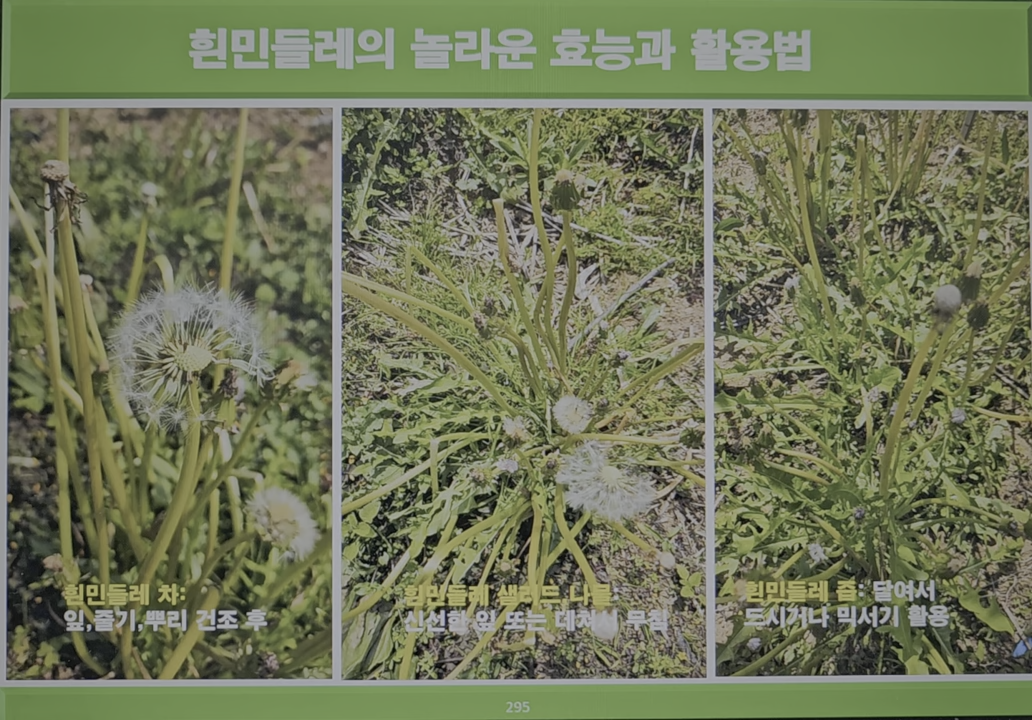 흰민들레의 놀라운 효능과 활용법
흰민들레 챠:
잎,줄기,뿌리 건조 후
흰민들레 샐러드 나물:
신선한 잎 또는 데쳐서 무침
흰민들레 즙: 달여서
도시거나 믹서기 활용
295